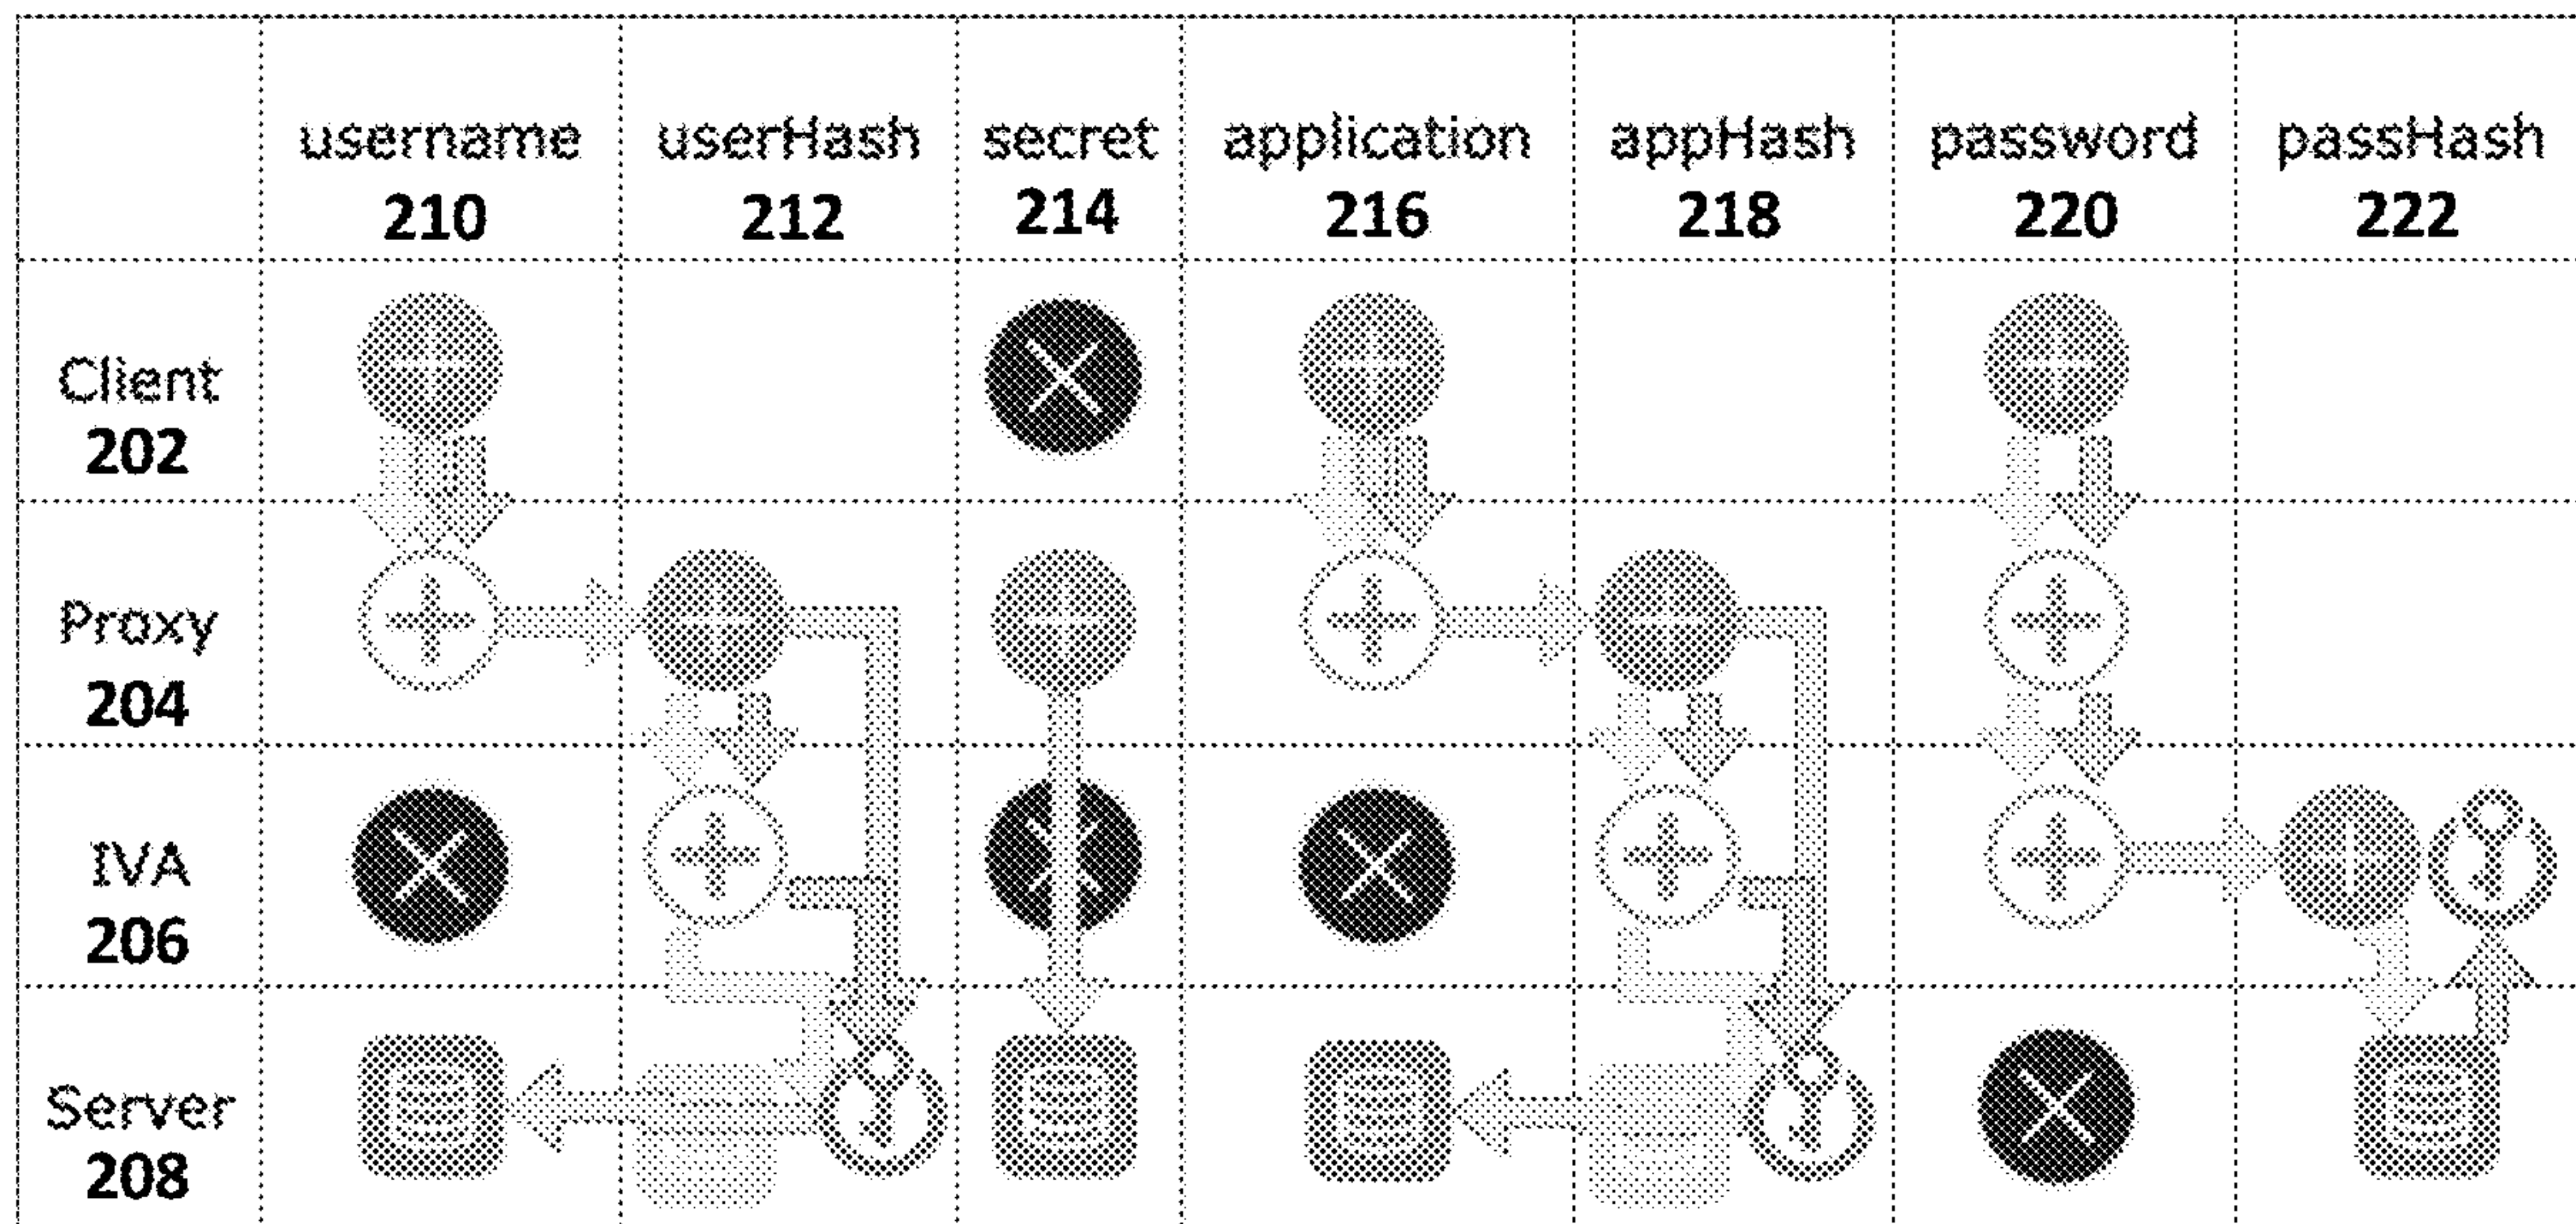 username userHash secret application appHash password passHash
210 212 214 216 218 220 222
Client
202
Proxy
204
IVA
206
Server
208